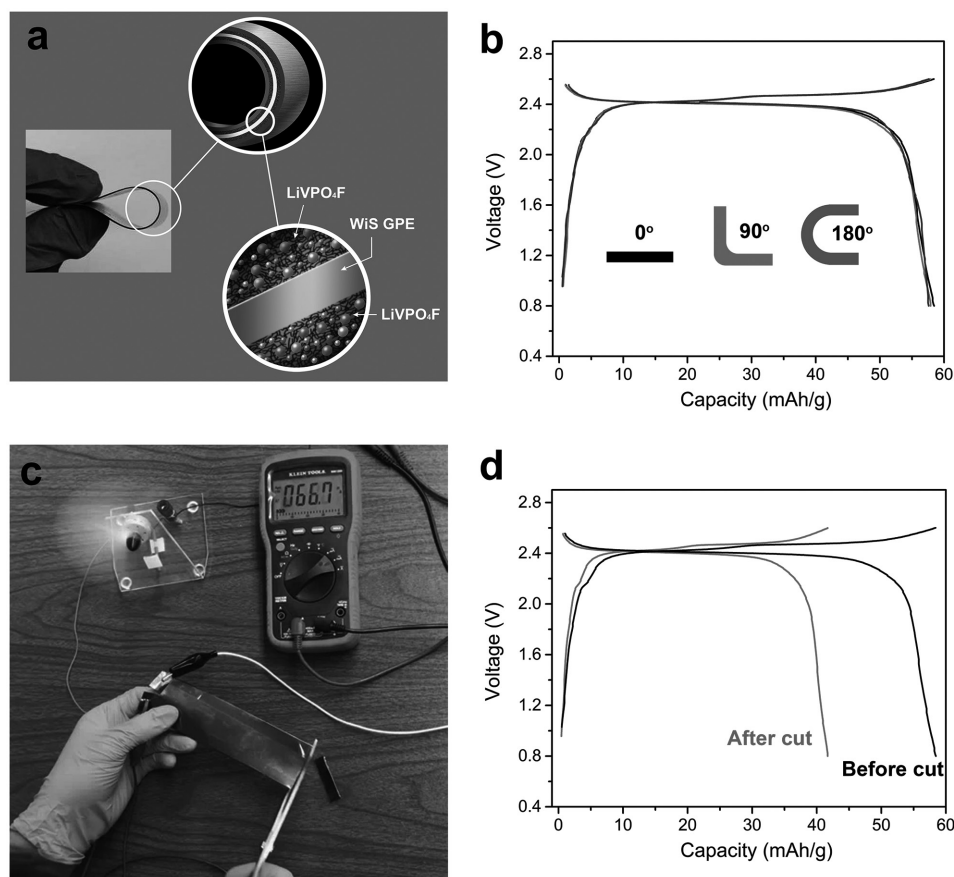 a
LiVPO₄F
WiS GPE
LiVPO₄F
b
Voltage (V)
2.8
2.4
2.0
1.6
1.2
0.8
0.4
0°
90°
180°
0 10 20 30 40 50 60
Capacity (mAh/g)
c
KLEIN TOOLS
066.7
d
Voltage (V)
2.8
2.4
2.0
1.6
1.2
0.8
0.4
After cut
Before cut
0 10 20 30 40 50 60
Capacity (mAh/g)